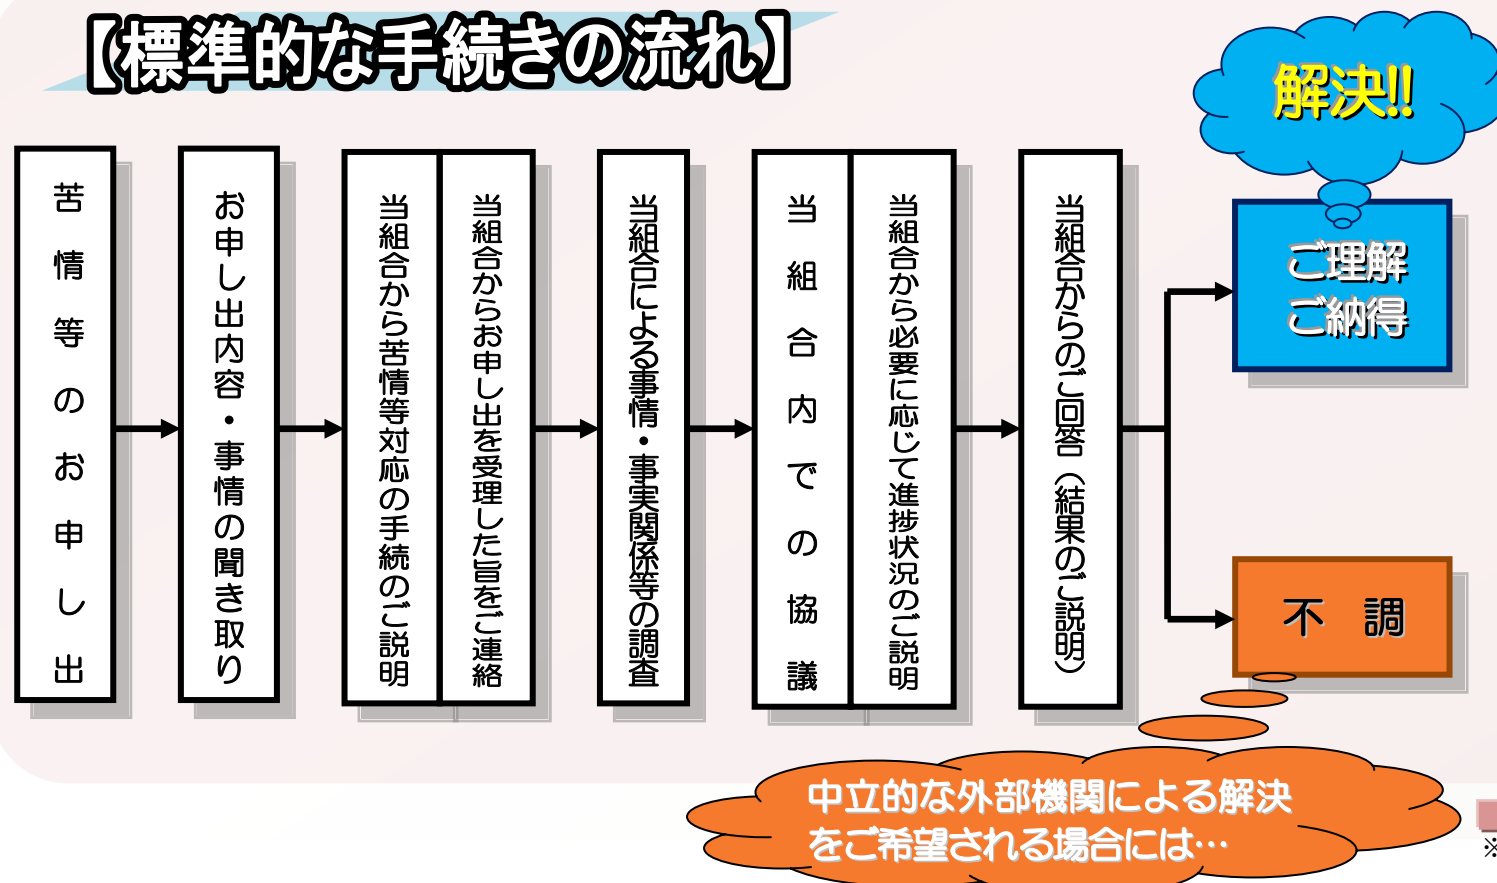 【標準的な手続きの流れ】
苦情等のお申し出
お申し出内容・事情の聞き取り
当組合から苦情等対応の手続のご説明
当組合からお申し出を受理した旨をご連絡
当組合による事情・事実関係等の調査
当組合内での協議
当組合から必要に応じて進捗状況のご説明
当組合からのご回答（結果のご説明）
解決!!
ご理解
ご納得
不調
中立的な外部機関による解決
をご希望される場合には…
※